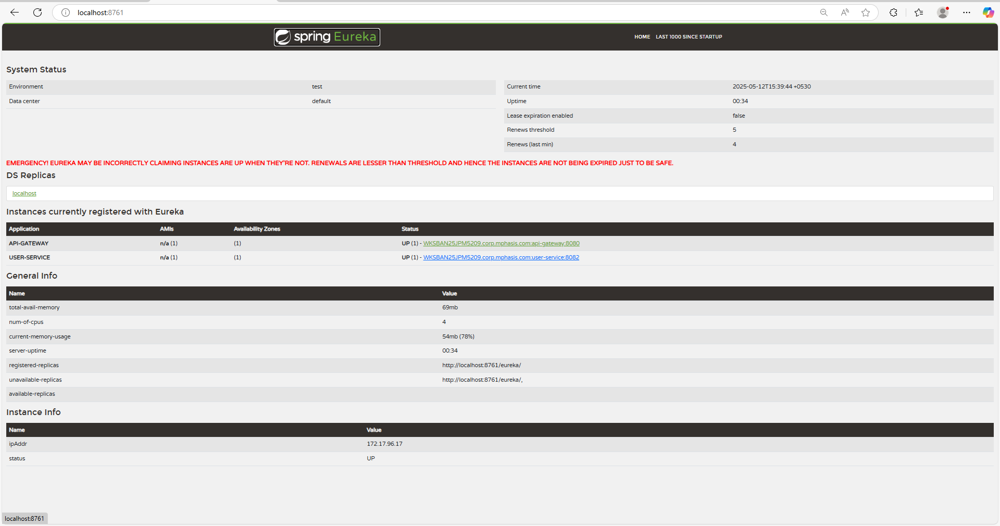 localhost:8761
spring Eureka
HOME LAST 1000 SINCE STARTUP
System Status
Environment test
Data center default
Current time 2025-05-12T15:39:44 +0530
Uptime 00:34
Lease expiration enabled false
Renews threshold 5
Renews (last min) 4
EMERGENCY! EUREKA MAY BE INCORRECTLY CLAIMING INSTANCES ARE UP WHEN THEY'RE NOT. RENEWALS ARE LESSER THAN THRESHOLD AND HENCE THE INSTANCES ARE NOT BEING EXPIRED JUST TO BE SAFE.
DS Replicas
localhost
Instances currently registered with Eureka
Application AMIs Availability Zones Status
API-GATEWAY n/a (1) (1) UP (1) - WKSBAN25JPM5209.corp.mphasis.com:api-gateway:8080
USER-SERVICE n/a (1) (1) UP (1) - WKSBAN25JPM5209.corp.mphasis.com:user-service:8082
General Info
Name Value
total-avail-memory 69mb
num-of-cpus 4
current-memory-usage 54mb (78%)
server-uptime 00:34
registered-replicas http://localhost:8761/eureka/
unavailable-replicas http://localhost:8761/eureka/,
available-replicas
Instance Info
Name Value
ipAddr 172.17.96.17
status UP
localhost:8761